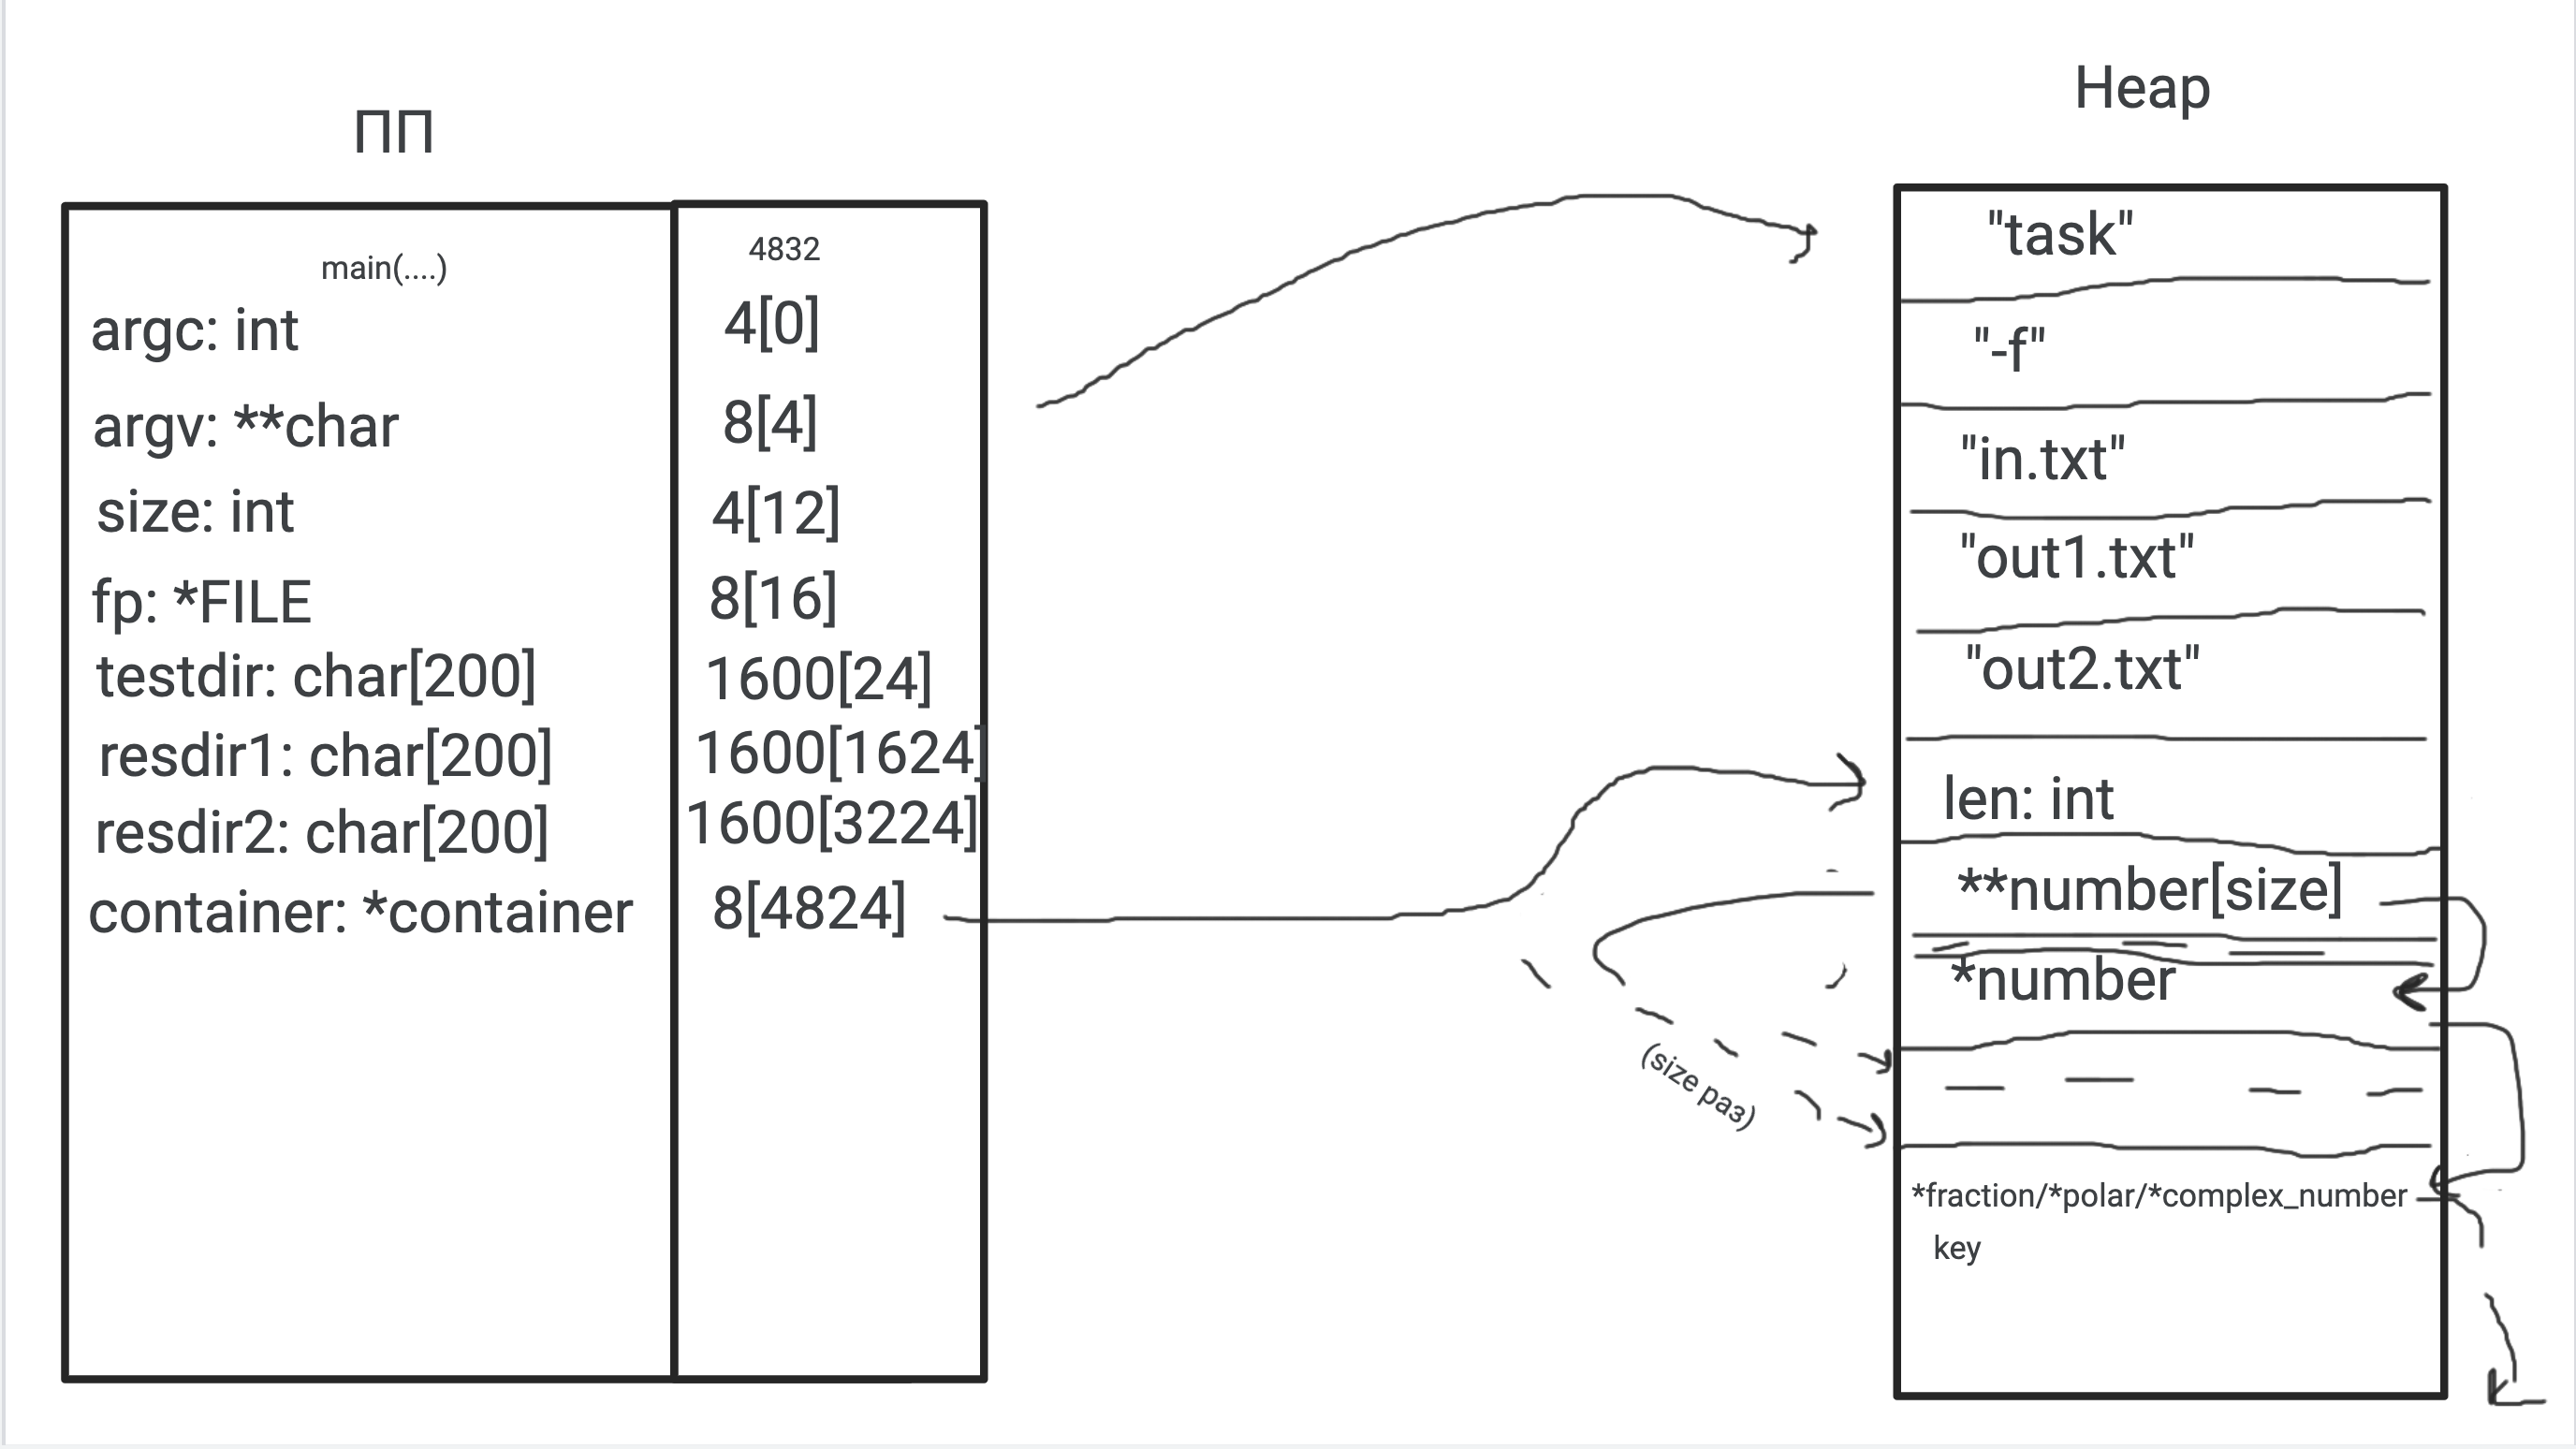 ПП
main(....)
4832
argc: int
4[0]
argv: **char
8[4]
size: int
4[12]
fp: *FILE
8[16]
testdir: char[200]
1600[24]
resdir1: char[200]
1600[1624]
resdir2: char[200]
1600[3224]
container: *container
8[4824]
(size раз)
Heap
"task"
"-f"
"in.txt"
"out1.txt"
"out2.txt"
len: int
**number[size]
*number
*fraction/*polar/*complex_number
key